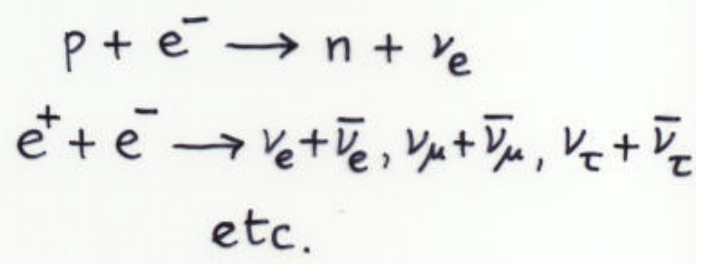 p + e⁻ ⟶ n + νₑ
e⁺ + e⁻ ⟶ νₑ + ν̅ₑ, ν_μ + ν̅_μ, ν_τ + ν̅_τ
etc.